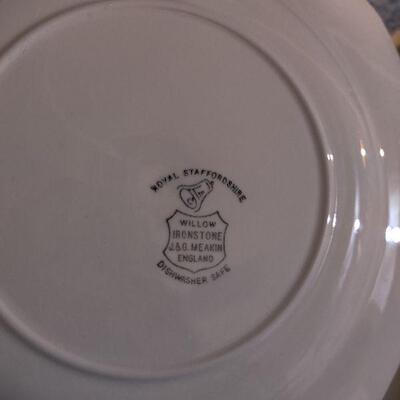 ROYAL STAFFORDSHIRE
WILLOW
IRONSTONE
J.&G. MEAKIN
ENGLAND
DISHWASHER SAFE